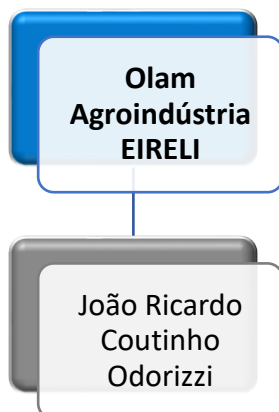 Olam
Agroindústria
EIRELI
João Ricardo
Coutinho
Odorizzi